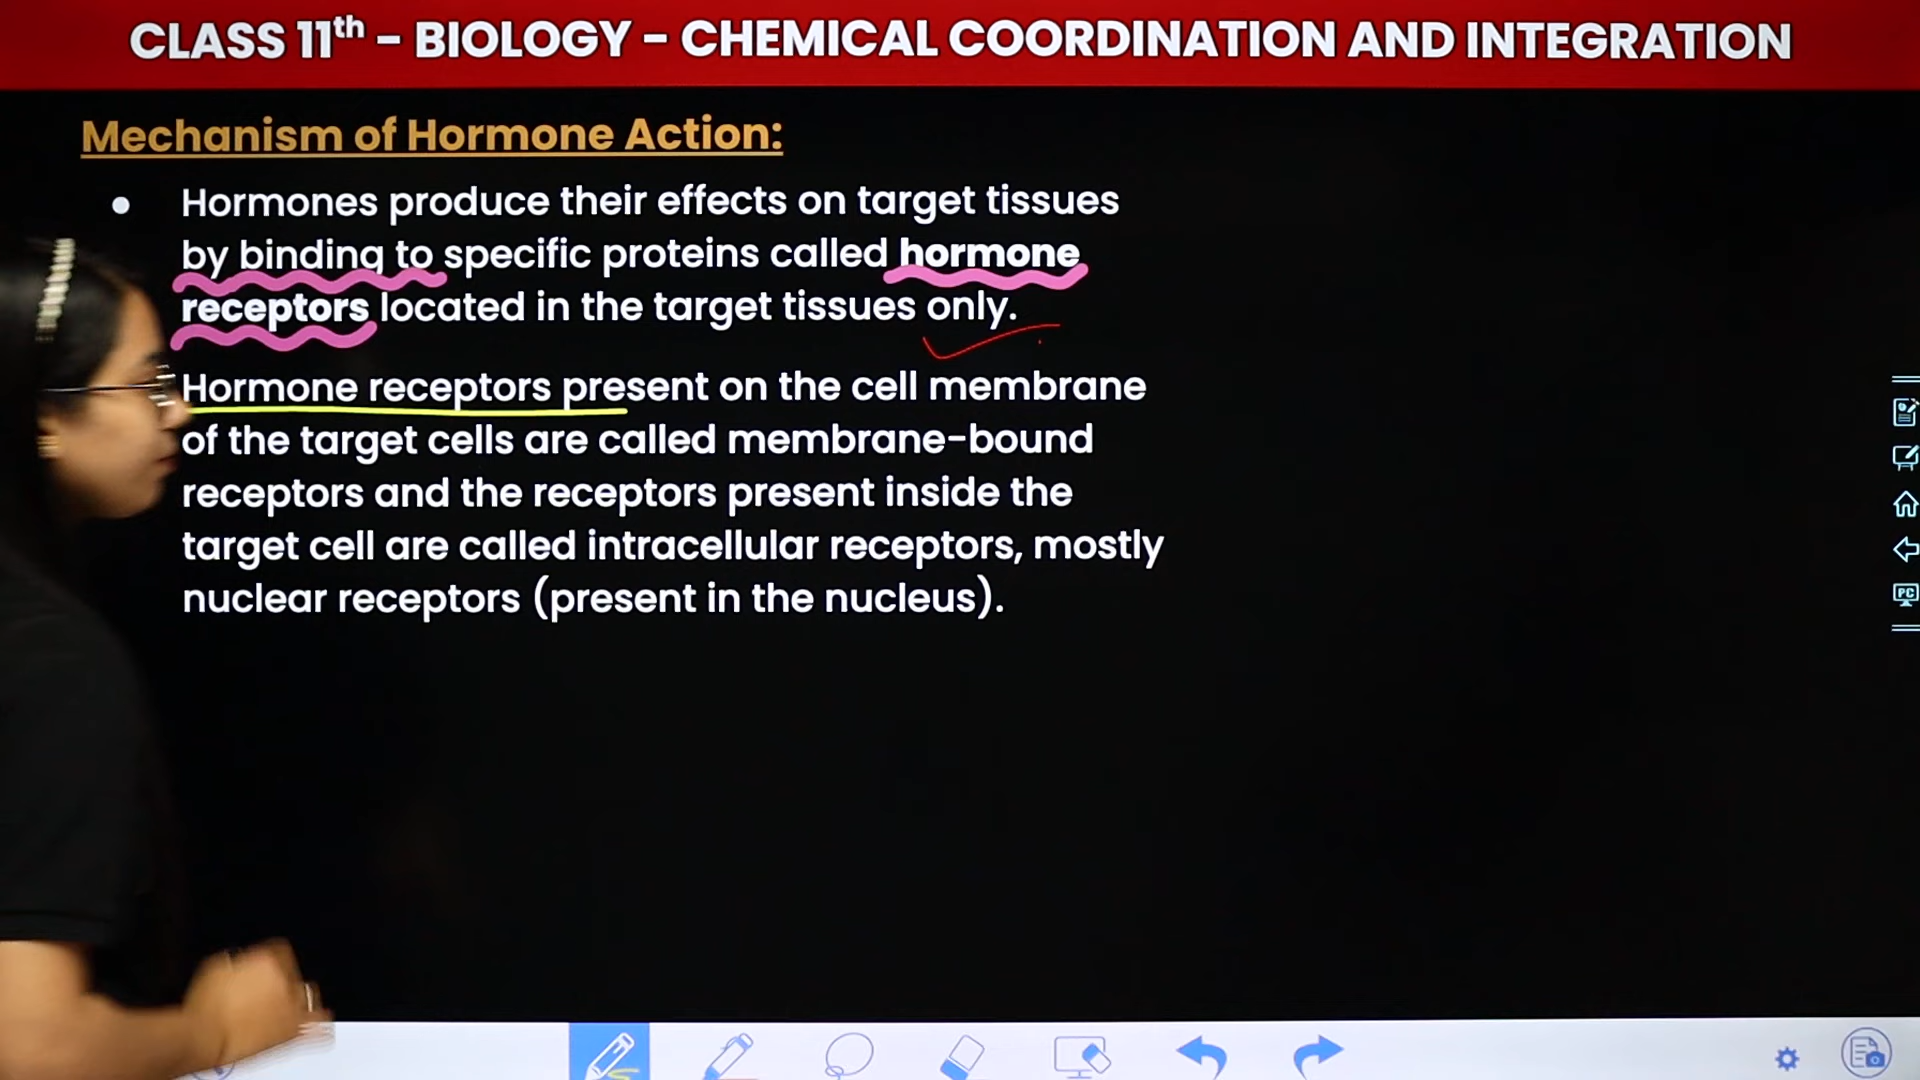 CLASS 11th - BIOLOGY - CHEMICAL COORDINATION AND INTEGRATION
Mechanism of Hormone Action:
• Hormones produce their effects on target tissues
by binding to specific proteins called hormone
receptors located in the target tissues only.
Hormone receptors present on the cell membrane
of the target cells are called membrane-bound
receptors and the receptors present inside the
target cell are called intracellular receptors, mostly
nuclear receptors (present in the nucleus).
PC